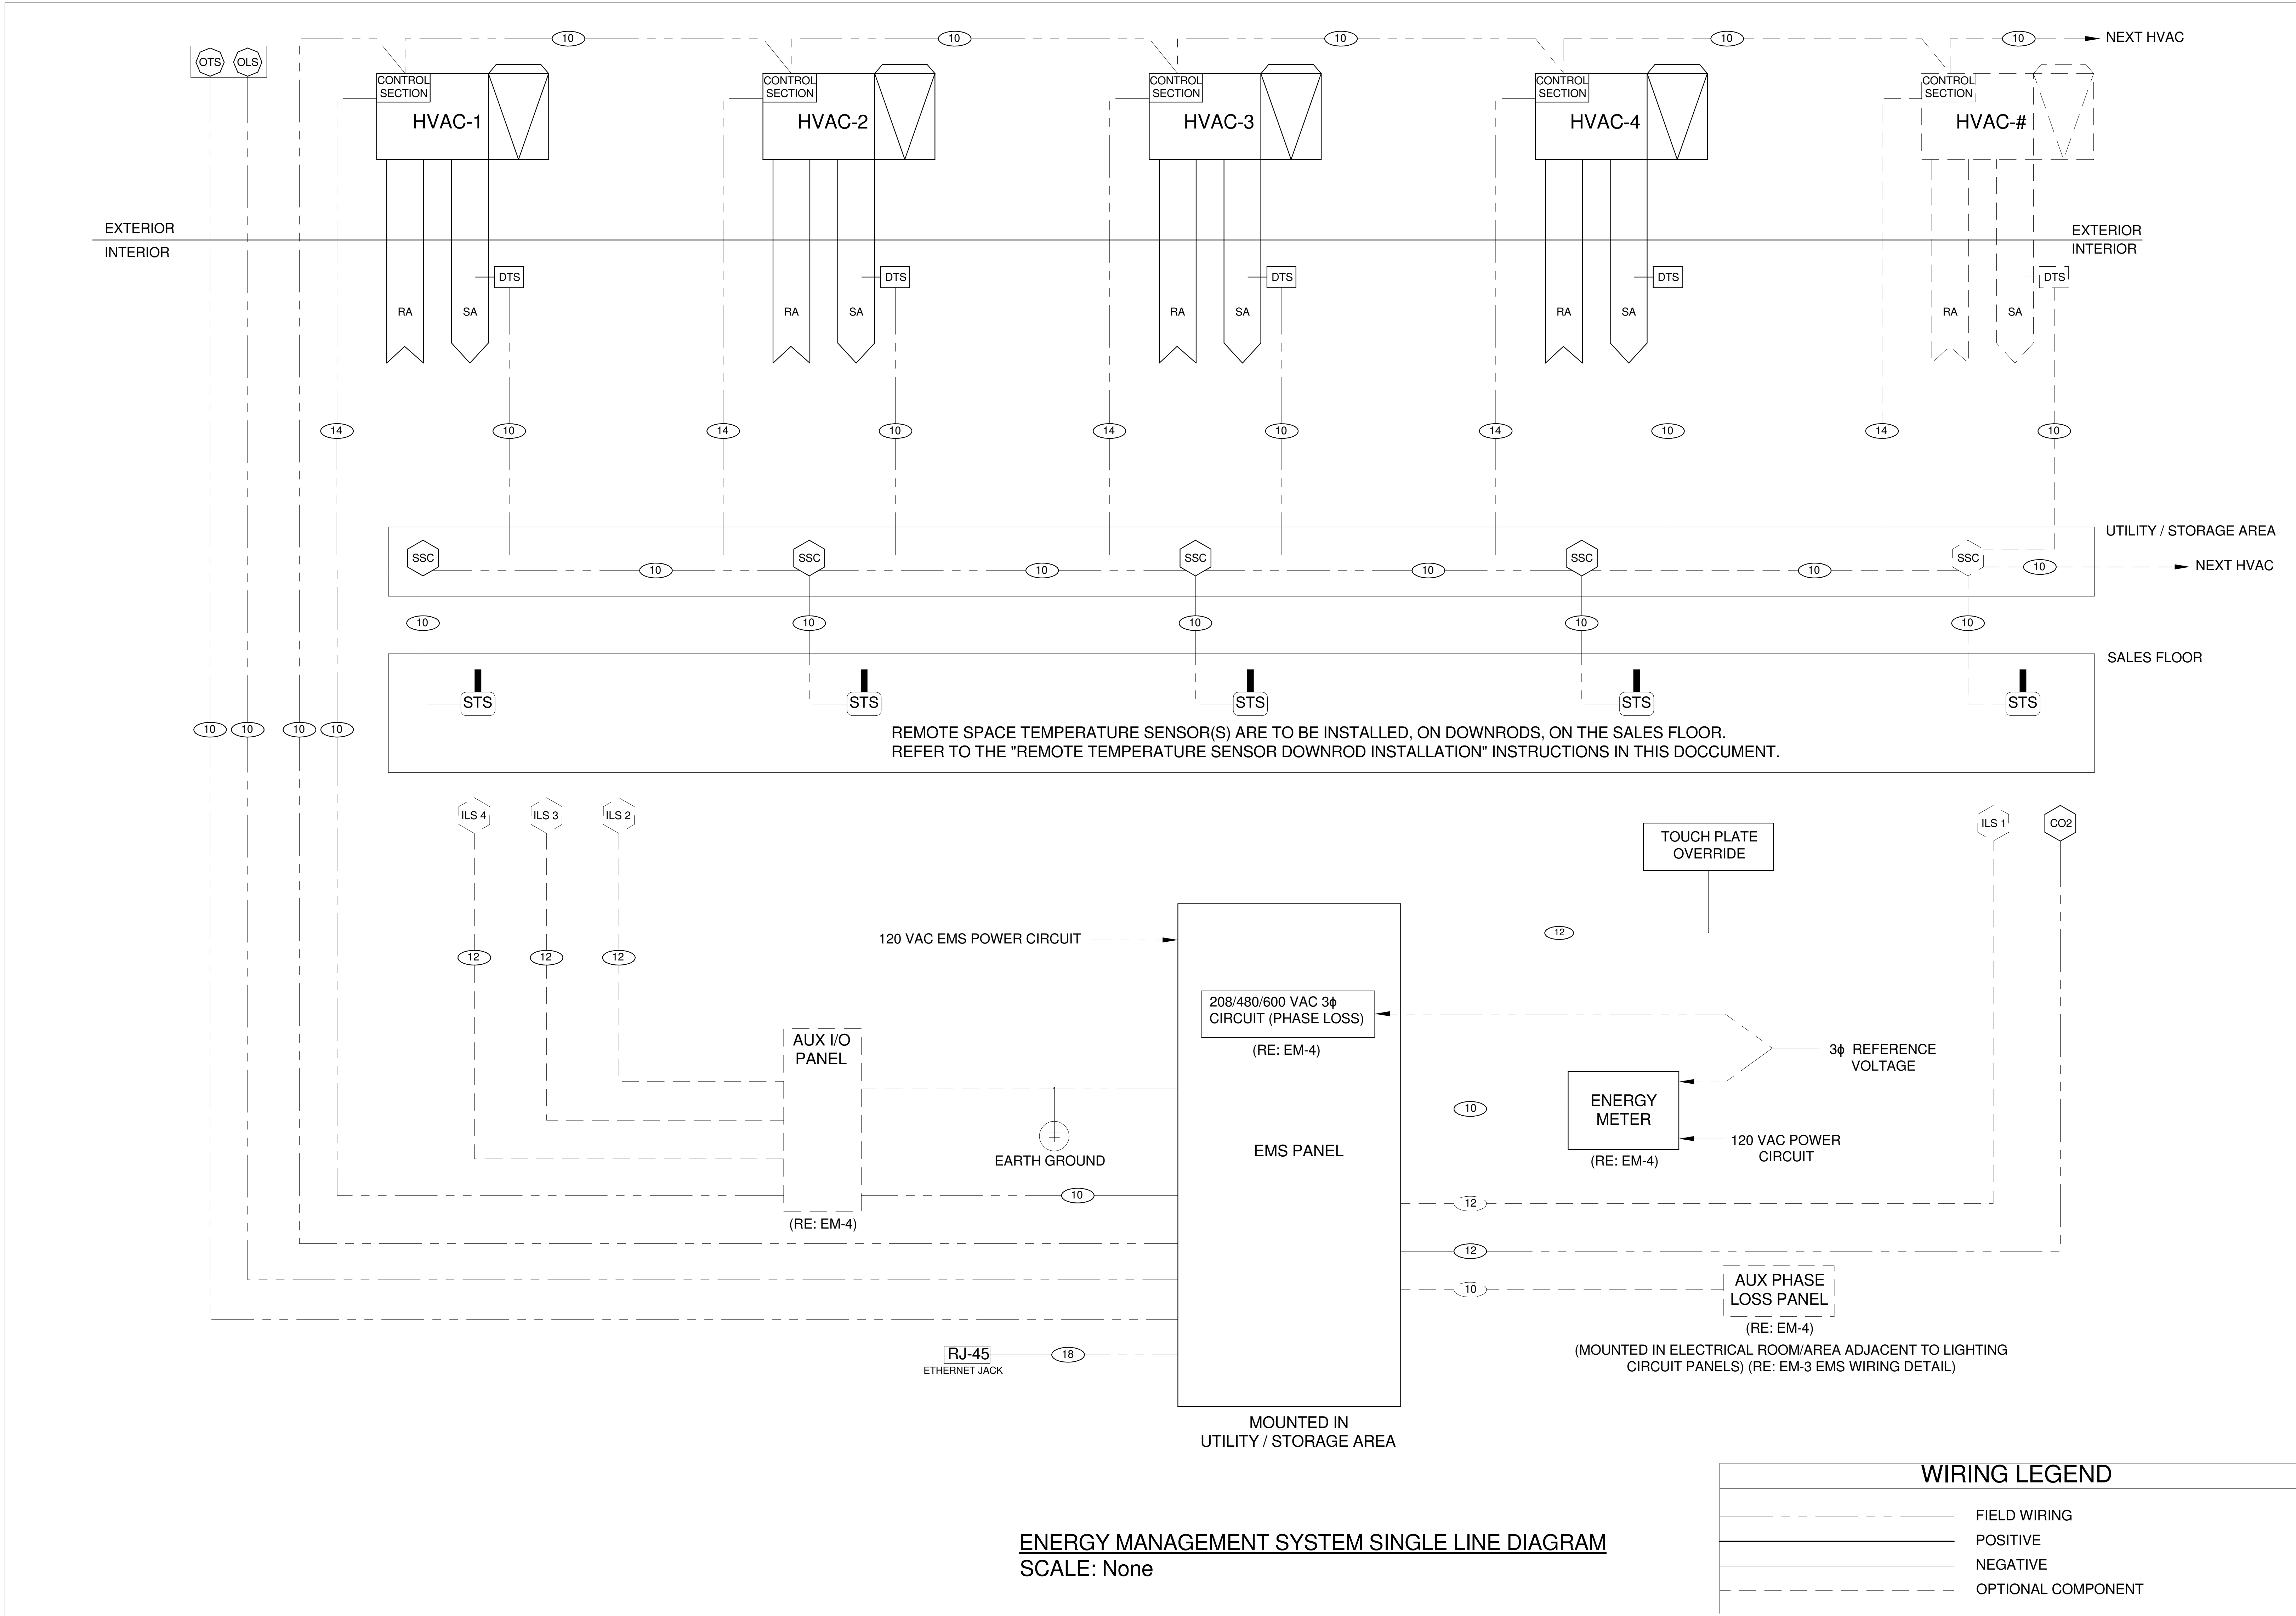 10
10
10
10
10
NEXT HVAC
OTS
OLS
CONTROL
SECTION
HVAC-1
CONTROL
SECTION
HVAC-2
CONTROL
SECTION
HVAC-3
CONTROL
SECTION
HVAC-4
CONTROL
SECTION
HVAC-#
EXTERIOR
INTERIOR
EXTERIOR
INTERIOR
DTS
DTS
DTS
DTS
DTS
RA
SA
RA
SA
RA
SA
RA
SA
RA
SA
14
10
14
10
14
10
14
10
14
10
UTILITY / STORAGE AREA
SSC
SSC
SSC
SSC
SSC
10
10
10
10
10
NEXT HVAC
10
10
10
10
10
SALES FLOOR
STS
STS
STS
STS
STS
10
10
10
10
REMOTE SPACE TEMPERATURE SENSOR(S) ARE TO BE INSTALLED, ON DOWNRODS, ON THE SALES FLOOR.
REFER TO THE "REMOTE TEMPERATURE SENSOR DOWNROD INSTALLATION" INSTRUCTIONS IN THIS DOCCUMENT.
ILS 4
ILS 3
ILS 2
ILS 1
CO2
TOUCH PLATE
OVERRIDE
120 VAC EMS POWER CIRCUIT
12
12
12
12
208/480/600 VAC 3ϕ
CIRCUIT (PHASE LOSS)
(RE: EM-4)
AUX I/O
PANEL
3ϕ REFERENCE
VOLTAGE
ENERGY
METER
10
(RE: EM-4)
120 VAC POWER
CIRCUIT
EARTH GROUND
EMS PANEL
10
(RE: EM-4)
12
12
10
AUX PHASE
LOSS PANEL
(RE: EM-4)
(MOUNTED IN ELECTRICAL ROOM/AREA ADJACENT TO LIGHTING
CIRCUIT PANELS) (RE: EM-3 EMS WIRING DETAIL)
RJ-45
ETHERNET JACK
18
MOUNTED IN
UTILITY / STORAGE AREA
WIRING LEGEND
FIELD WIRING
POSITIVE
NEGATIVE
OPTIONAL COMPONENT
ENERGY MANAGEMENT SYSTEM SINGLE LINE DIAGRAM
SCALE: None